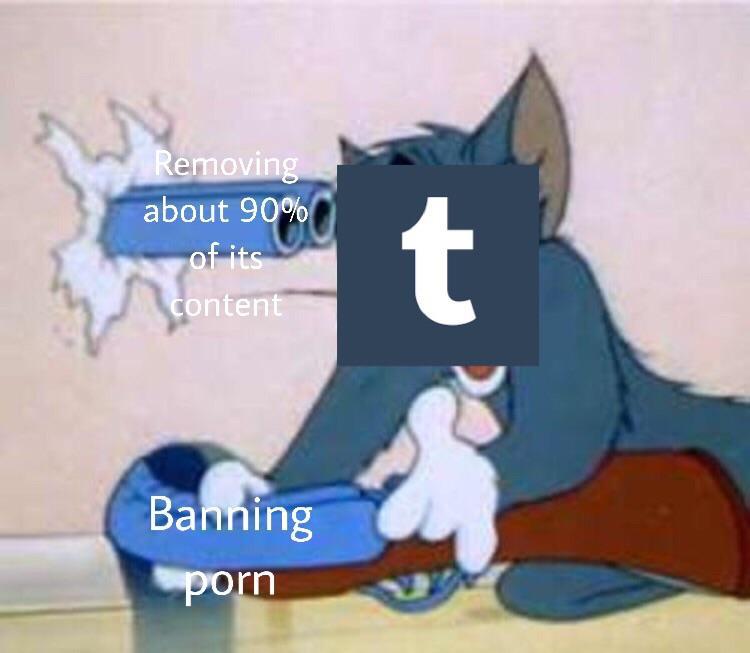 Removing
about 90%
of its
content
t
Banning
porn